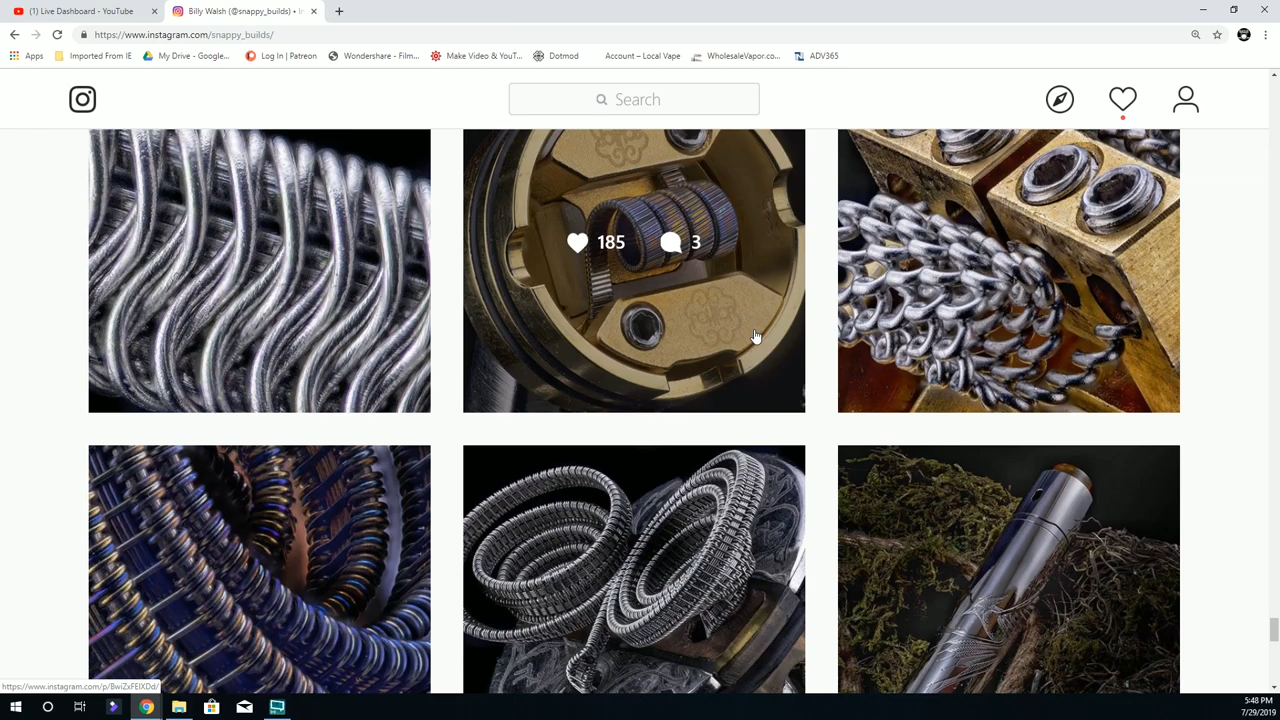 (1) Live Dashboard - YouTube
Billy Walsh (@snappy_builds) • In
https://www.instagram.com/snappy_builds/
Apps
Imported From IE
My Drive - Google...
Log In | Patreon
Wondershare - Film...
Make Video & YouT...
Dotmod
Account – Local Vape
WholesaleVapor.co...
ADV365
Search
185
3
https://www.instagram.com/p/BwiZxFElXDd/
5:48 PM
7/29/2019